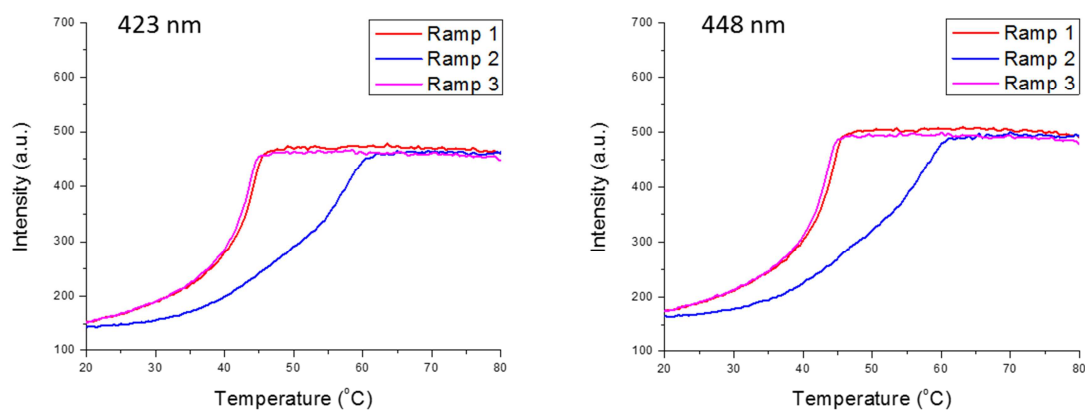 423 nm
Ramp 1
Ramp 2
Ramp 3
700
600
500
400
300
200
100
Intensity (a.u.)
20 30 40 50 60 70 80
Temperature (°C)
448 nm
Ramp 1
Ramp 2
Ramp 3
700
600
500
400
300
200
100
Intensity (a.u.)
20 30 40 50 60 70 80
Temperature (°C)